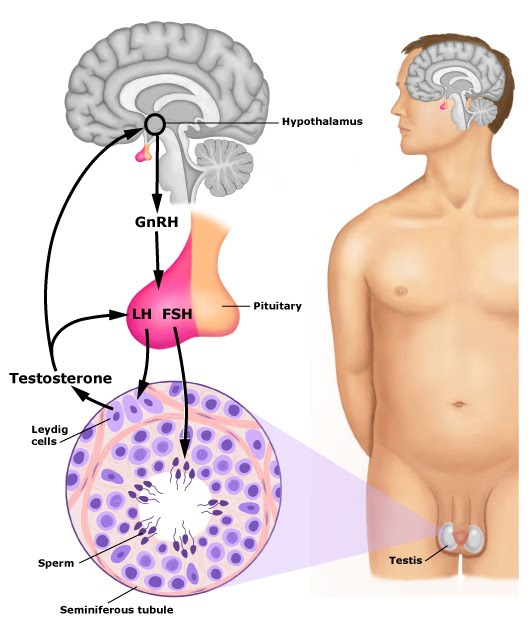 Hypothalamus
GnRH
LH FSH
Pituitary
Testosterone
Leydig
cells
Sperm
Testis
Seminiferous tubule